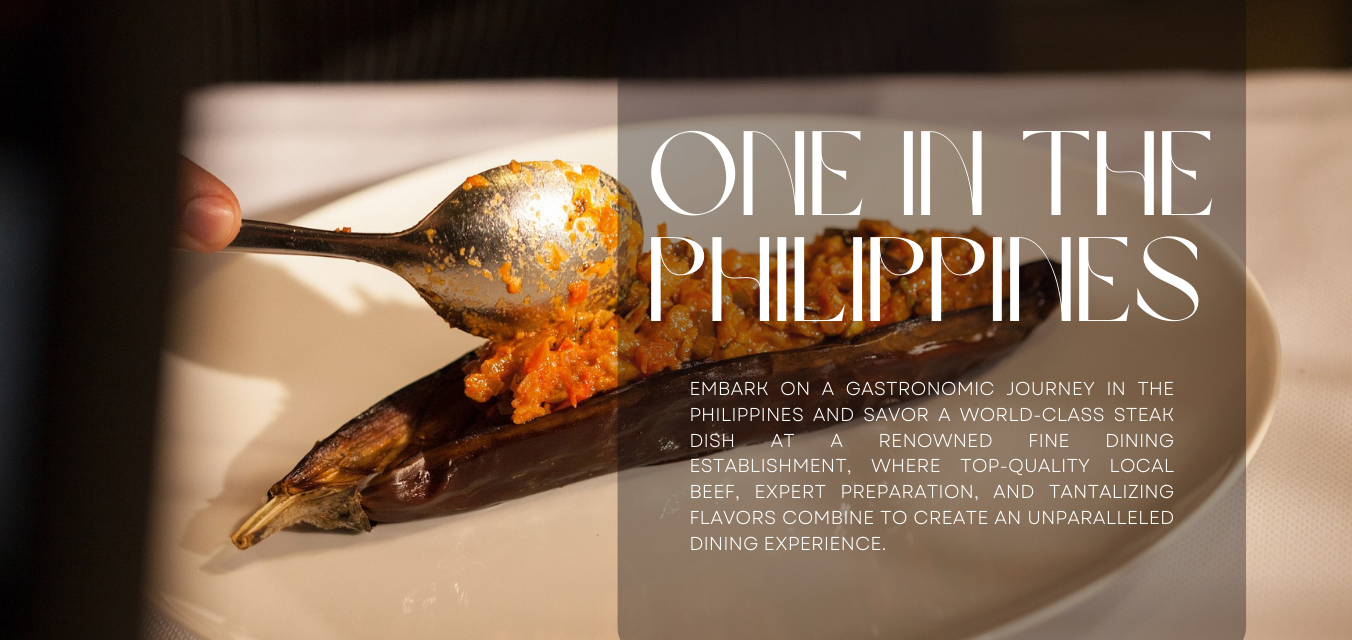 ONE IN THE
PHILIPPINES
EMBARK ON A GASTRONOMIC JOURNEY IN THE
PHILIPPINES AND SAVOR A WORLD-CLASS STEAK
DISH AT A RENOWNED FINE DINING
ESTABLISHMENT, WHERE TOP-QUALITY LOCAL
BEEF, EXPERT PREPARATION, AND TANTALIZING
FLAVORS COMBINE TO CREATE AN UNPARALLELED
DINING EXPERIENCE.